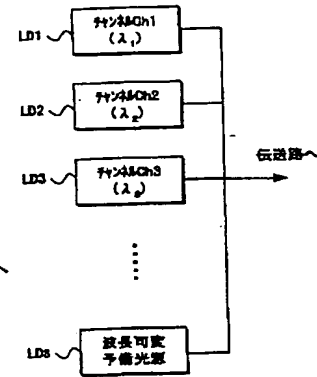 LD1
チャンネルCh1
(λ₁)
LD2
チャンネルCh2
(λ₂)
LD3
チャンネルCh3
(λ₃)
伝送路へ
LDs
波長可変
予備光源